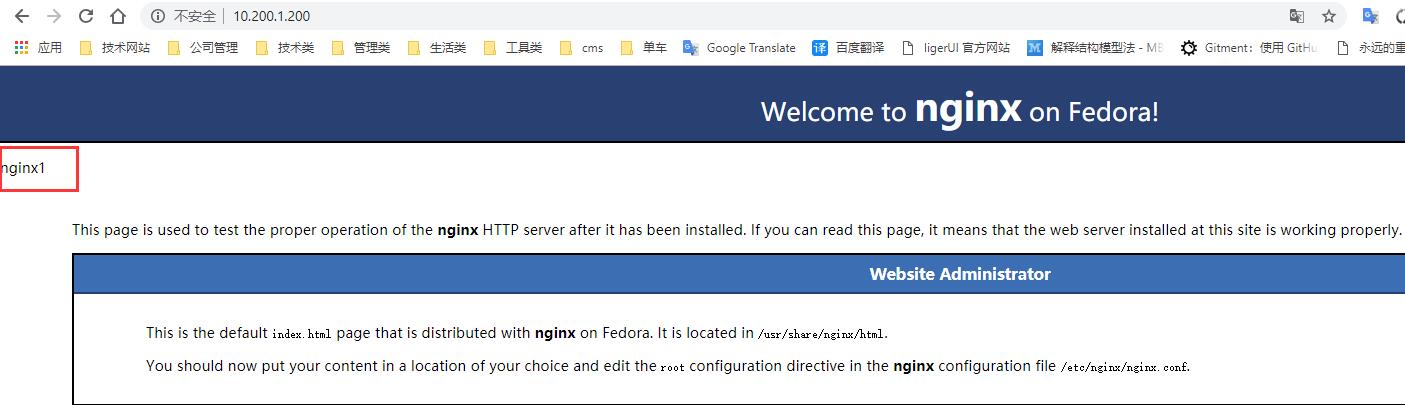 不安全 | 10.200.1.200
应用 技术网站 公司管理 技术类 管理类 生活类 工具类 cms 单车 Google Translate 译 百度翻译 ligerUI 官方网站 M 解释结构模型法 - MB Gitment：使用 GitHu 永远的重
Welcome to nginx on Fedora!
nginx1
This page is used to test the proper operation of the nginx HTTP server after it has been installed. If you can read this page, it means that the web server installed at this site is working properly.
Website Administrator
This is the default index.html page that is distributed with nginx on Fedora. It is located in /usr/share/nginx/html.
You should now put your content in a location of your choice and edit the root configuration directive in the nginx configuration file /etc/nginx/nginx.conf.